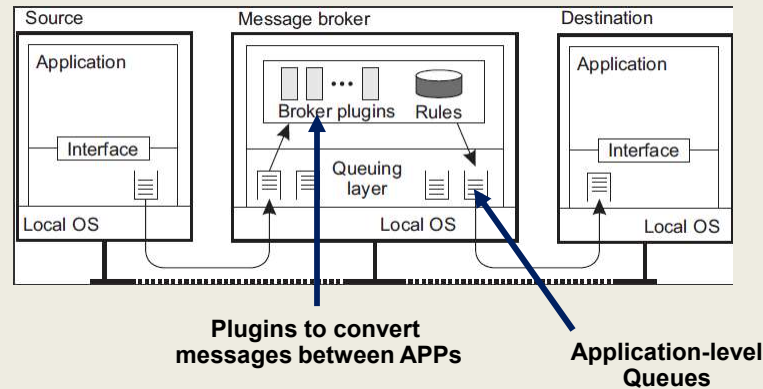 Source
Message broker
Destination
Application
Broker plugins
Rules
Application
Interface
Queuing
layer
Interface
Local OS
Local OS
Local OS
Plugins to convert
messages between APPs
Application-level
Queues